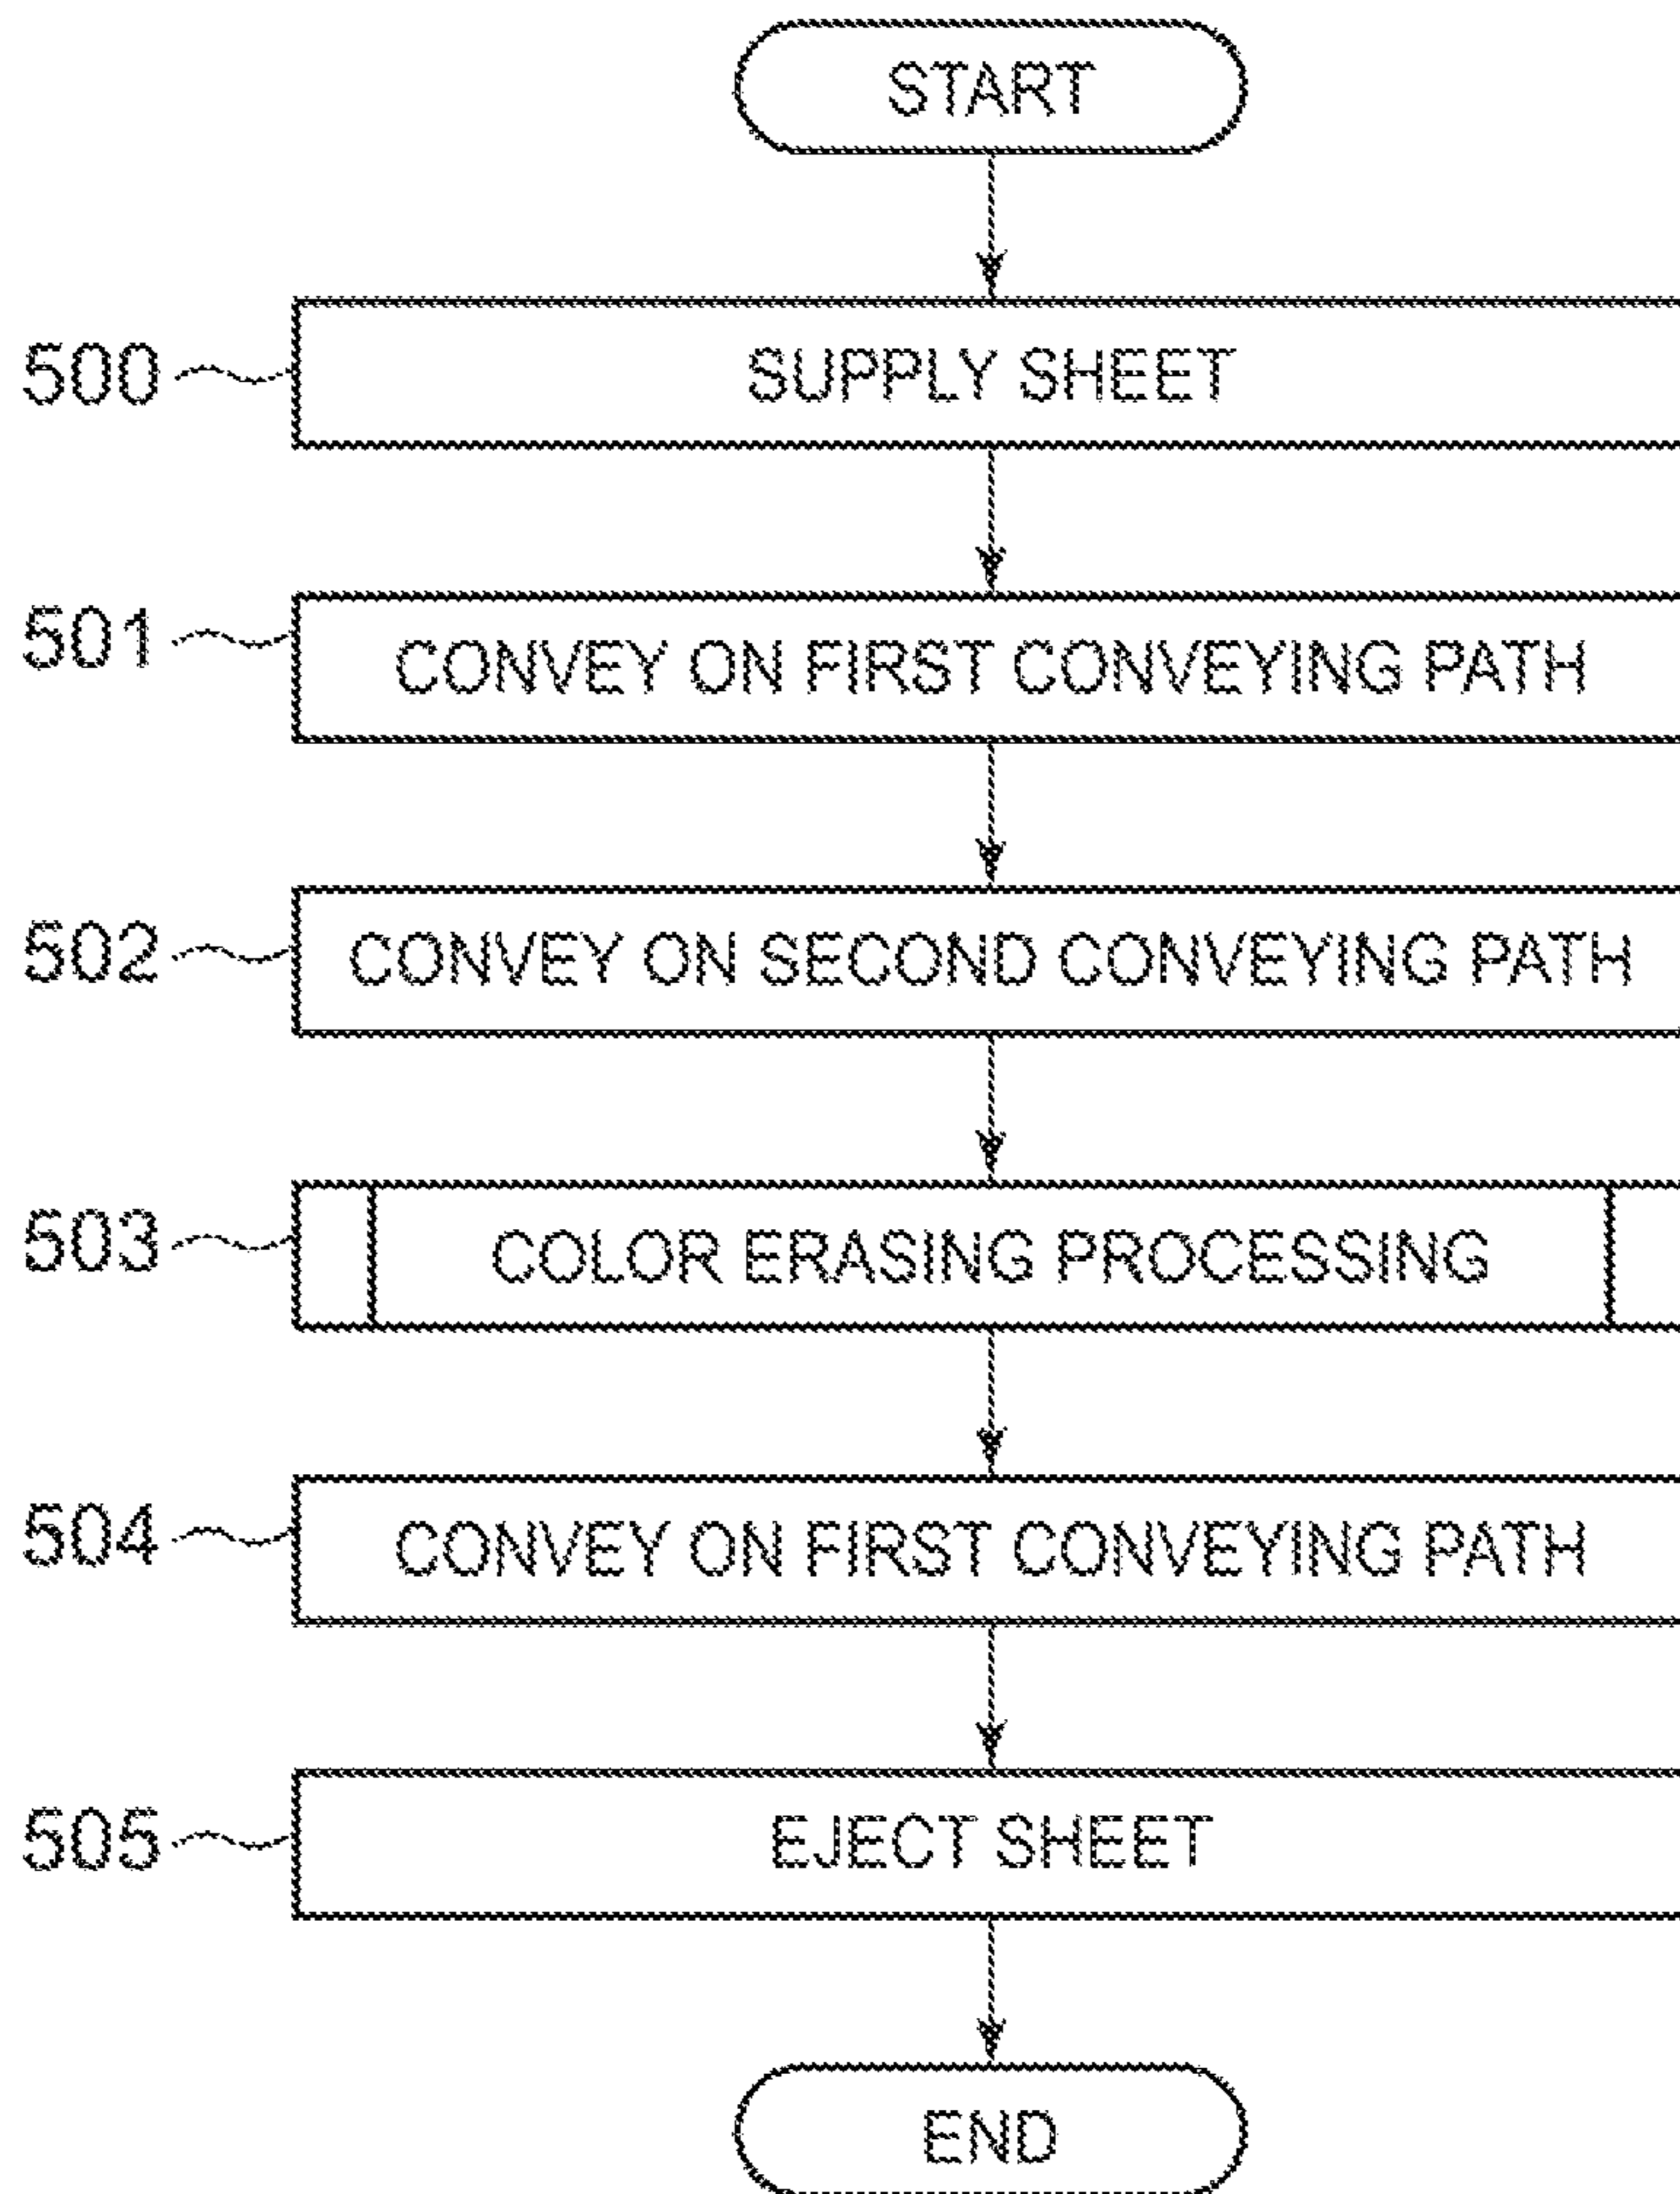 START
500 SUPPLY SHEET
501 CONVEY ON FIRST CONVEYING PATH
502 CONVEY ON SECOND CONVEYING PATH
503 COLOR ERASING PROCESSING
504 CONVEY ON FIRST CONVEYING PATH
505 EJECT SHEET
END